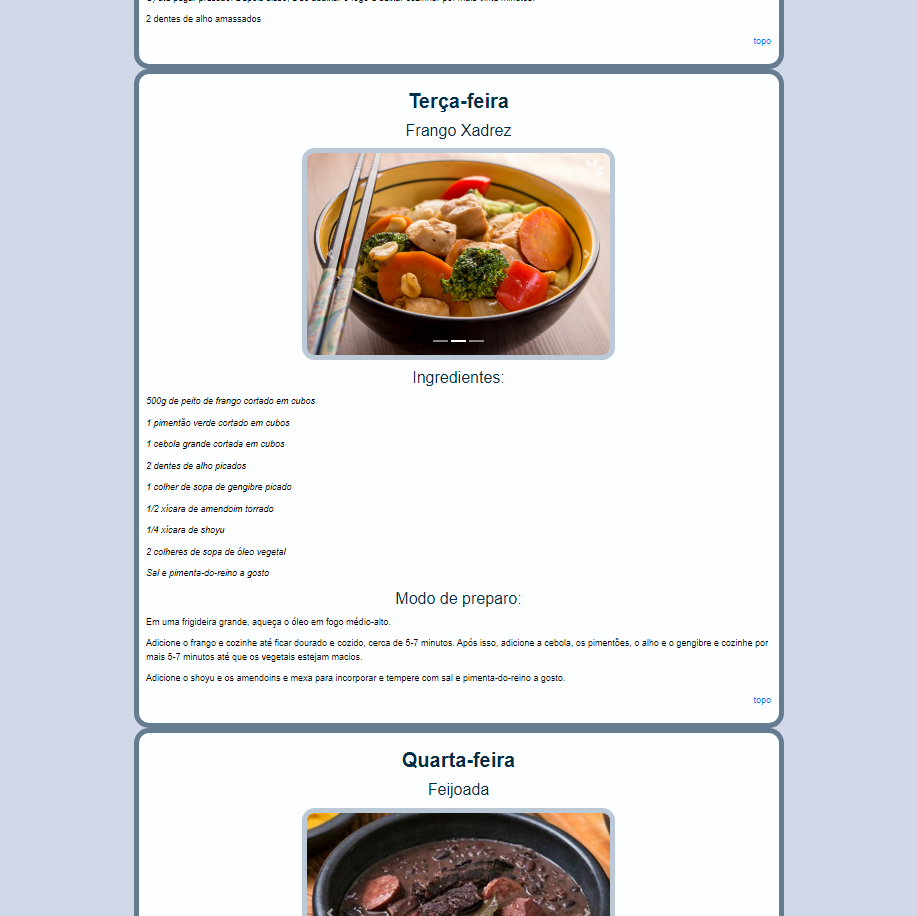 2 dentes de alho amassados
topo
Terça-feira
Frango Xadrez
Ingredientes:
500g de peito de frango cortado em cubos
1 pimentão verde cortado em cubos
1 cebola grande cortada em cubos
2 dentes de alho picados
1 colher de sopa de gengibre picado
1/2 xícara de amendoim torrado
1/4 xícara de shoyu
2 colheres de sopa de óleo vegetal
Sal e pimenta-do-reino a gosto
Modo de preparo:
Em uma frigideira grande, aqueça o óleo em fogo médio-alto.
Adicione o frango e cozinhe até ficar dourado e cozido, cerca de 5-7 minutos. Após isso, adicione a cebola, os pimentões, o alho e o gengibre e cozinhe por
mais 5-7 minutos até que os vegetais estejam macios.
Adicione o shoyu e os amendoins e mexa para incorporar e tempere com sal e pimenta-do-reino a gosto.
topo
Quarta-feira
Feijoada